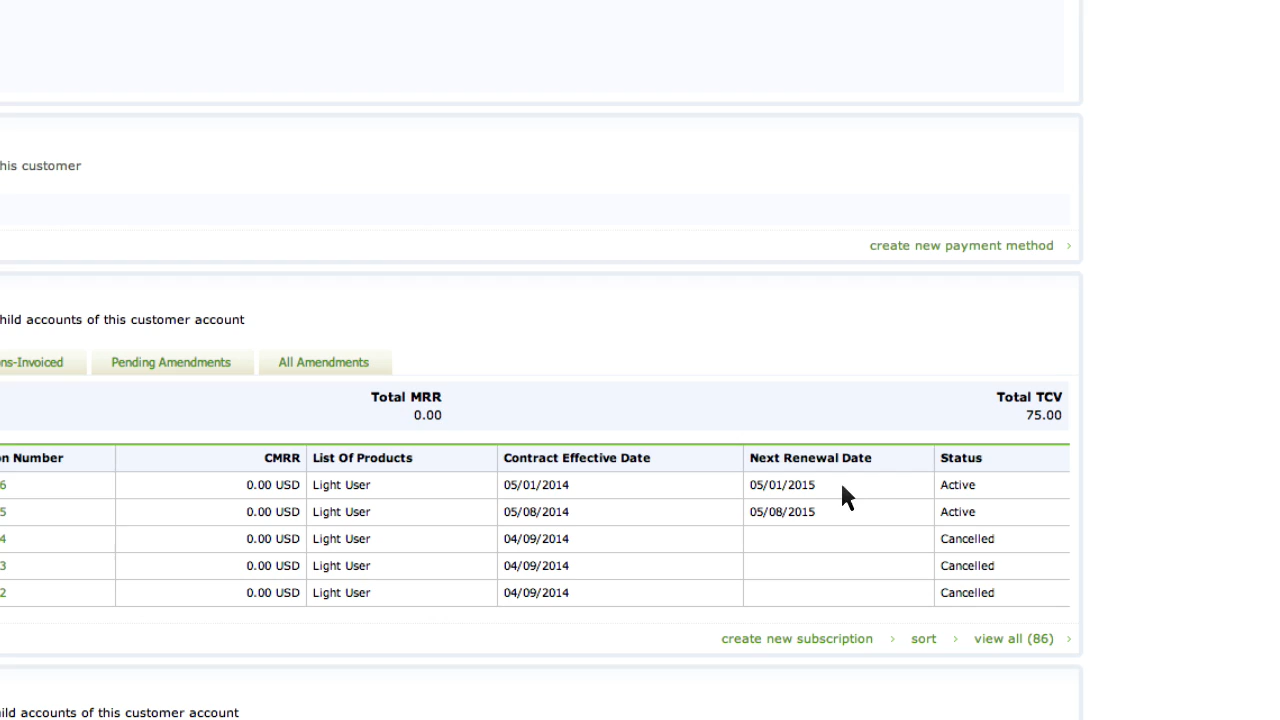 his customer
create new payment method ›
hild accounts of this customer account
ns-Invoiced Pending Amendments All Amendments
Total MRR Total TCV
0.00 75.00
n Number CMRR List Of Products Contract Effective Date Next Renewal Date Status
6 0.00 USD Light User 05/01/2014 05/01/2015 Active
5 0.00 USD Light User 05/08/2014 05/08/2015 Active
4 0.00 USD Light User 04/09/2014 Cancelled
3 0.00 USD Light User 04/09/2014 Cancelled
2 0.00 USD Light User 04/09/2014 Cancelled
create new subscription › sort › view all (86) ›
ild accounts of this customer account